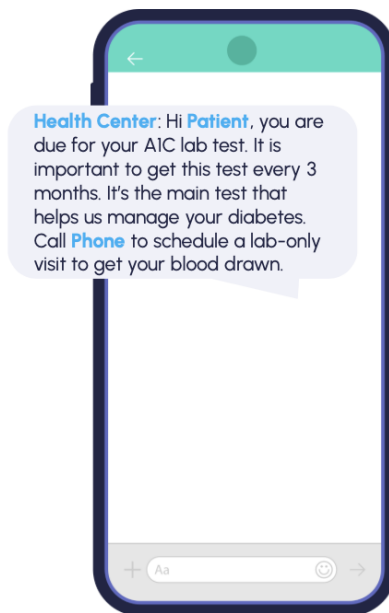 Health Center: Hi Patient, you are
due for your A1C lab test. It is
important to get this test every 3
months. It's the main test that
helps us manage your diabetes.
Call Phone to schedule a lab-only
visit to get your blood drawn.
Aa